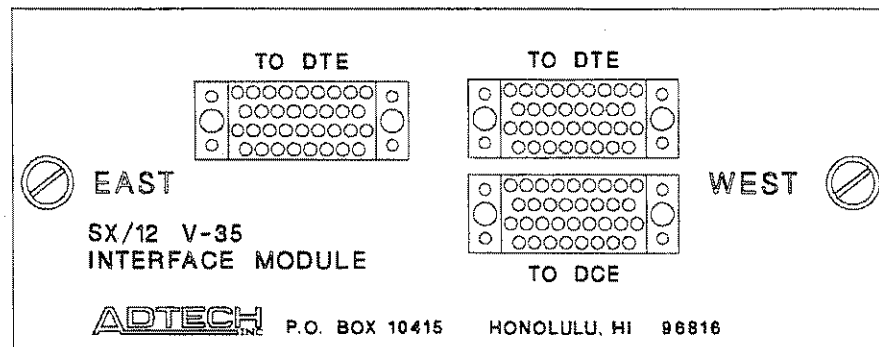 TO DTE
TO DTE
EAST
WEST
SX/12 V-35
INTERFACE MODULE
TO DCE
ADTECH INC P.O. BOX 10415 HONOLULU, HI 96816